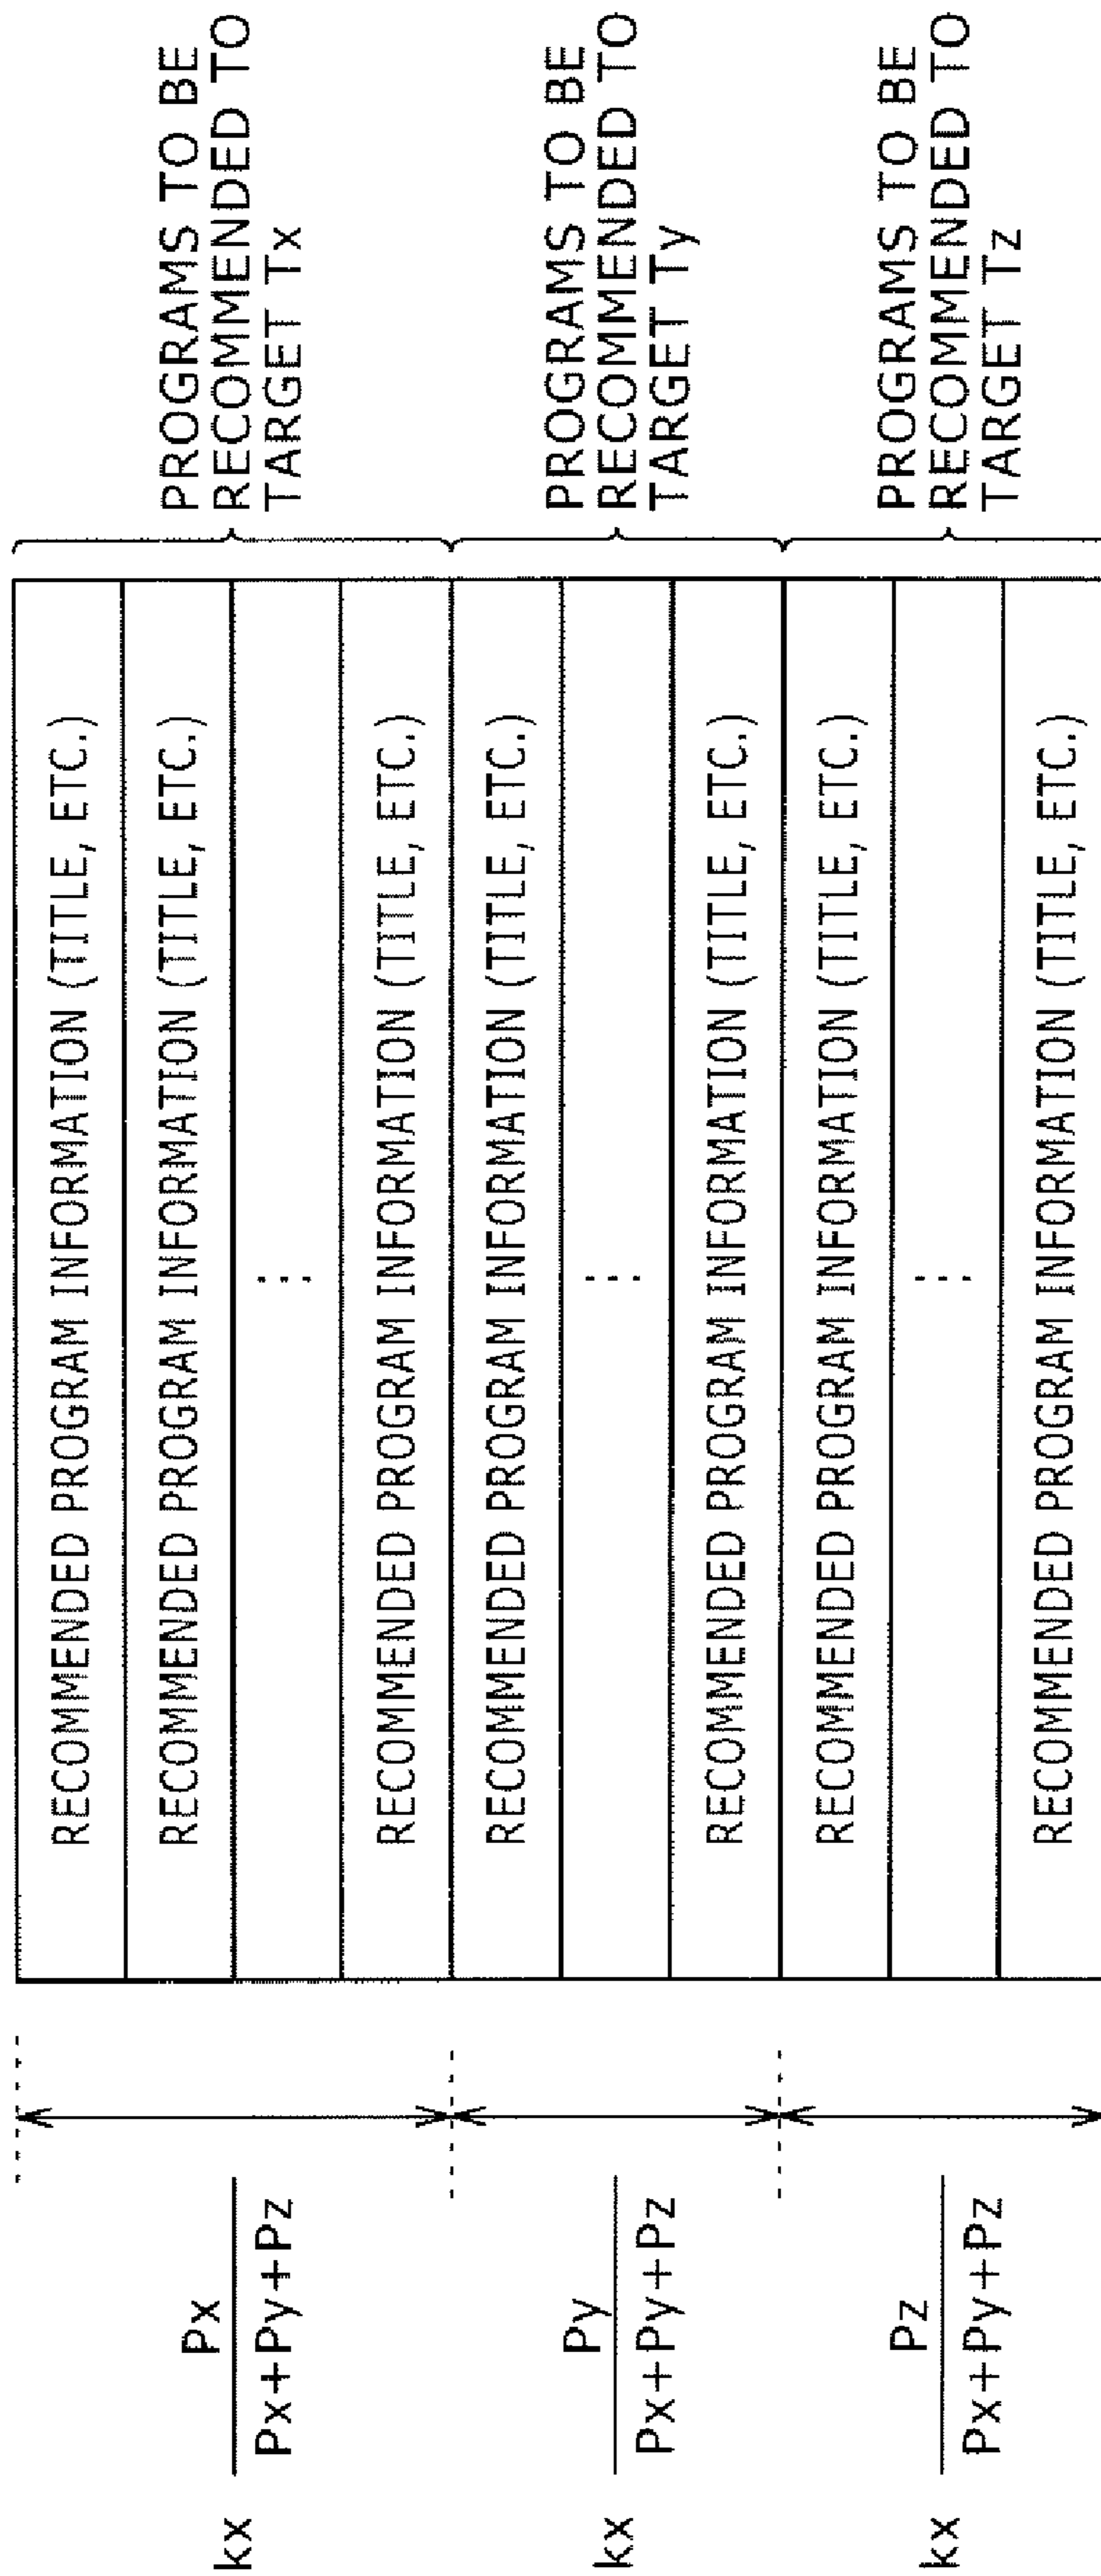 kx Px / Px+Py+Pz
RECOMMENDED PROGRAM INFORMATION (TITLE, ETC.)
RECOMMENDED PROGRAM INFORMATION (TITLE, ETC.)
⋮
RECOMMENDED PROGRAM INFORMATION (TITLE, ETC.)
PROGRAMS TO BE
RECOMMENDED TO
TARGET Tx
kx Py / Px+Py+Pz
RECOMMENDED PROGRAM INFORMATION (TITLE, ETC.)
⋮
RECOMMENDED PROGRAM INFORMATION (TITLE, ETC.)
PROGRAMS TO BE
RECOMMENDED TO
TARGET Ty
kx Pz / Px+Py+Pz
RECOMMENDED PROGRAM INFORMATION (TITLE, ETC.)
⋮
RECOMMENDED PROGRAM INFORMATION (TITLE, ETC.)
PROGRAMS TO BE
RECOMMENDED TO
TARGET Tz